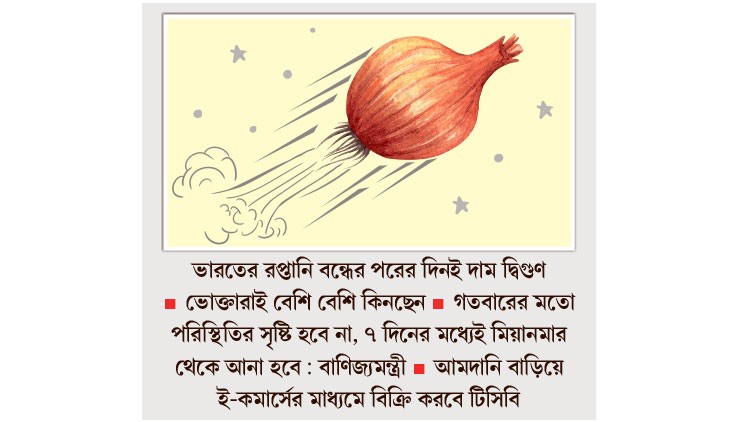 ভারতের রপ্তানি বন্ধের পরের দিনই দাম দ্বিগুণ
■ ভোক্তারাই বেশি বেশি কিনছেন ■ গতবারের মতো
পরিস্থিতির সৃষ্টি হবে না, ৭ দিনের মধ্যেই মিয়ানমার
থেকে আনা হবে : বাণিজ্যমন্ত্রী ■ আমদানি বাড়িয়ে
ই-কমার্সের মাধ্যমে বিক্রি করবে টিসিবি